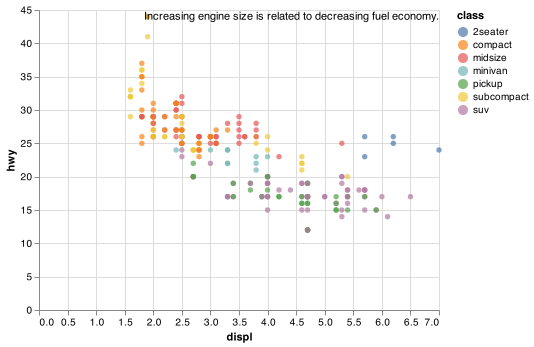 Increasing engine size is related to decreasing fuel economy.
class
2seater
compact
midsize
minivan
pickup
subcompact
suv
45
40
35
30
25
20
15
10
5
0
hwy
0.0 0.5 1.0 1.5 2.0 2.5 3.0 3.5 4.0 4.5 5.0 5.5 6.0 6.5 7.0
displ